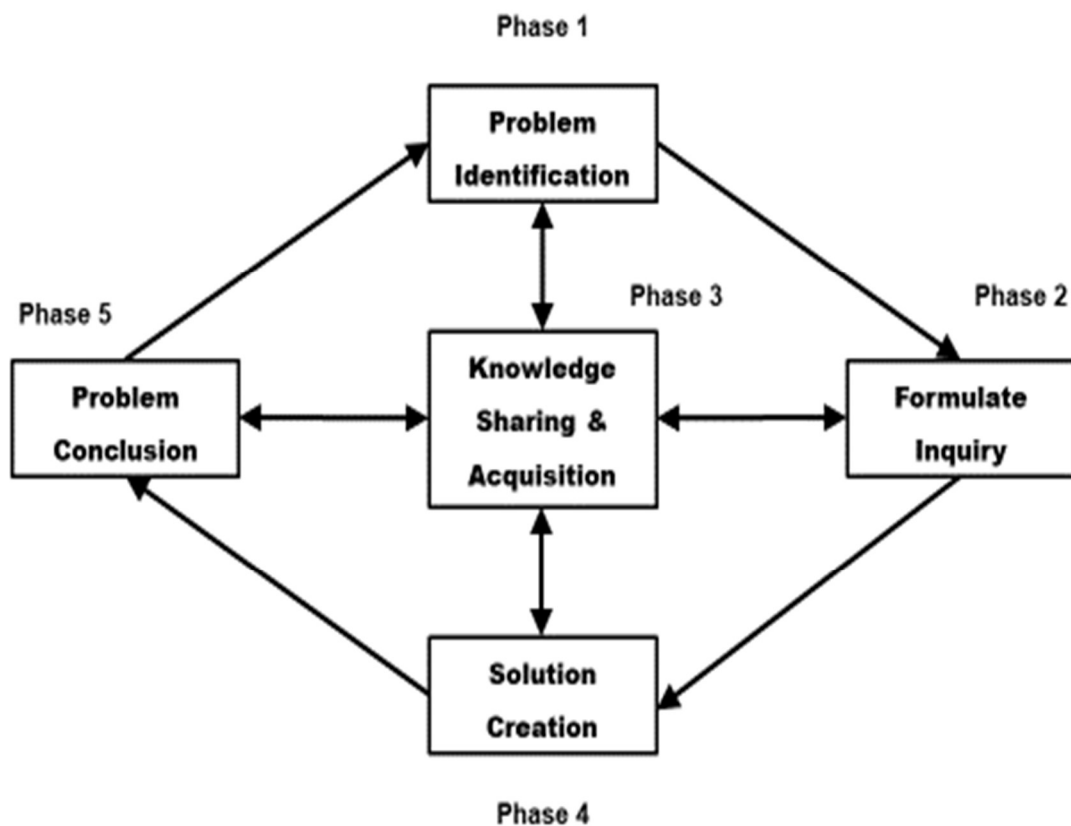 Phase 1
Problem
Identification
Phase 5
Phase 3
Phase 2
Problem
Conclusion
Knowledge
Sharing &
Acquisition
Formulate
Inquiry
Solution
Creation
Phase 4